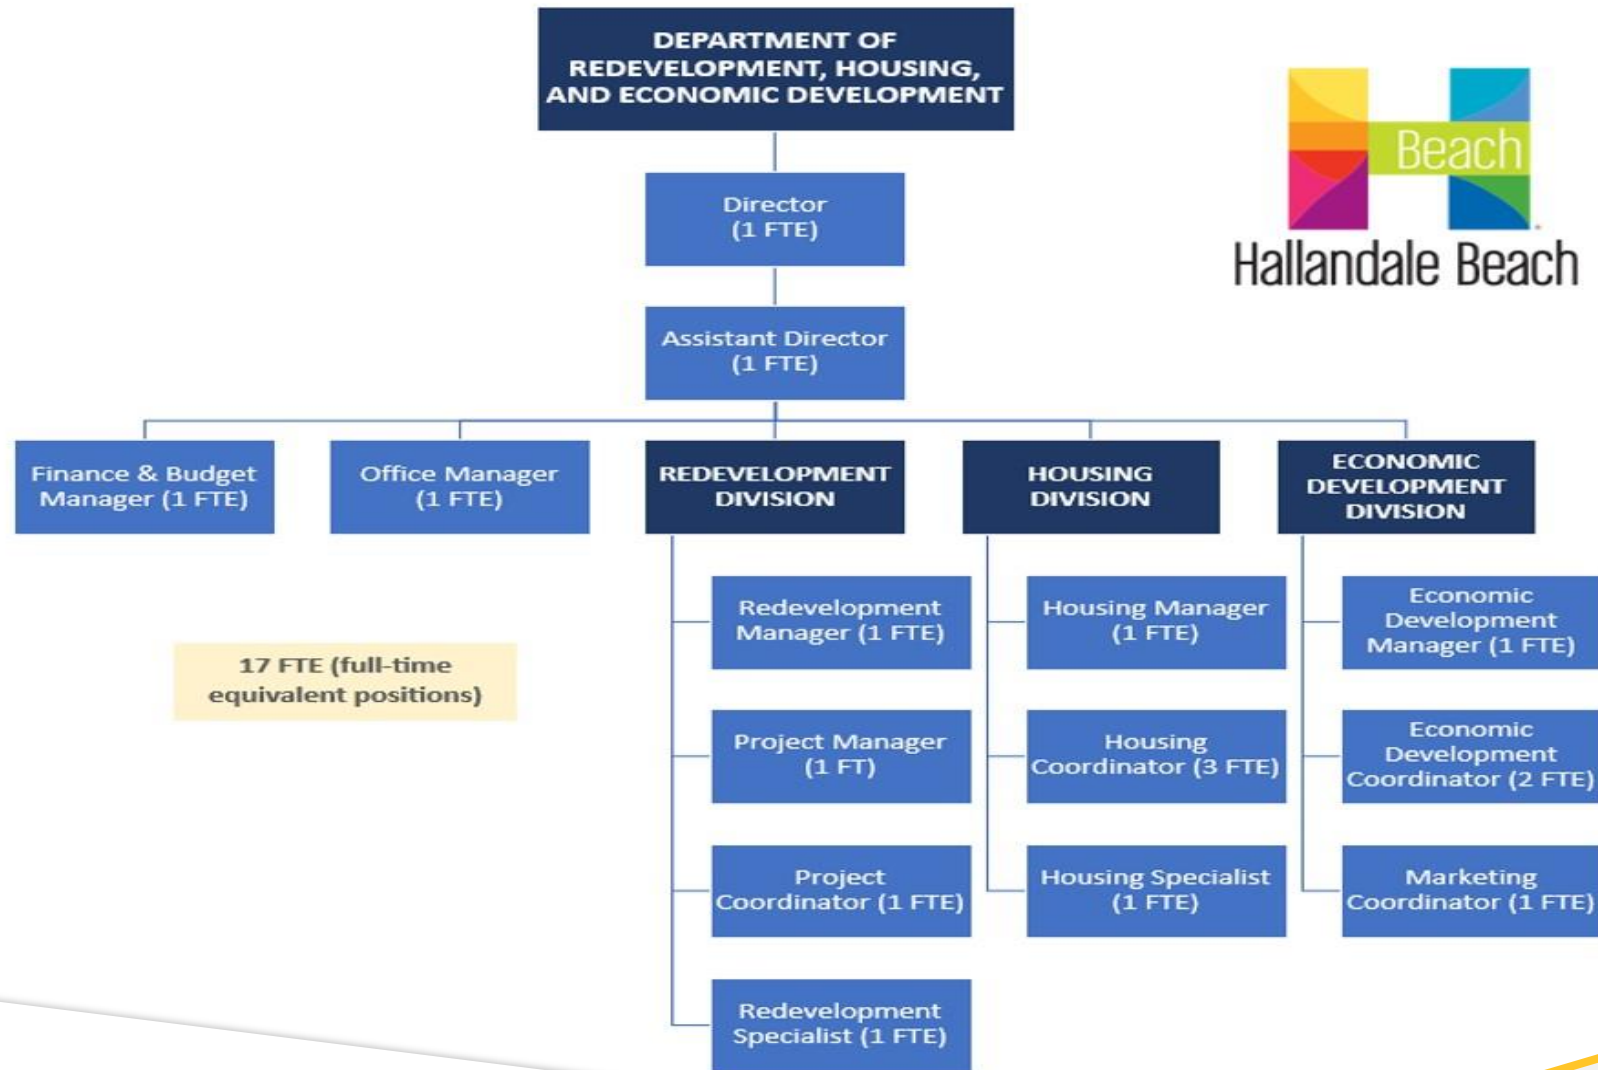 DEPARTMENT OF
REDEVELOPMENT, HOUSING,
AND ECONOMIC DEVELOPMENT
Beach
Hallandale Beach
Director
(1 FTE)
Assistant Director
(1 FTE)
Finance & Budget
Manager (1 FTE)
Office Manager
(1 FTE)
REDEVELOPMENT
DIVISION
HOUSING
DIVISION
ECONOMIC
DEVELOPMENT
DIVISION
17 FTE (full-time
equivalent positions)
Redevelopment
Manager (1 FTE)
Project Manager
(1 FT)
Project
Coordinator (1 FTE)
Redevelopment
Specialist (1 FTE)
Housing Manager
(1 FTE)
Housing
Coordinator (3 FTE)
Housing Specialist
(1 FTE)
Economic
Development
Manager (1 FTE)
Economic
Development
Coordinator (2 FTE)
Marketing
Coordinator (1 FTE)